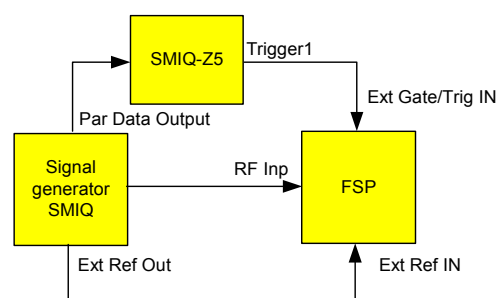 SMIQ-Z5
Trigger1
Ext Gate/Trig IN
Par Data Output
Signal
generator
SMIQ
RF Inp
FSP
Ext Ref Out
Ext Ref IN